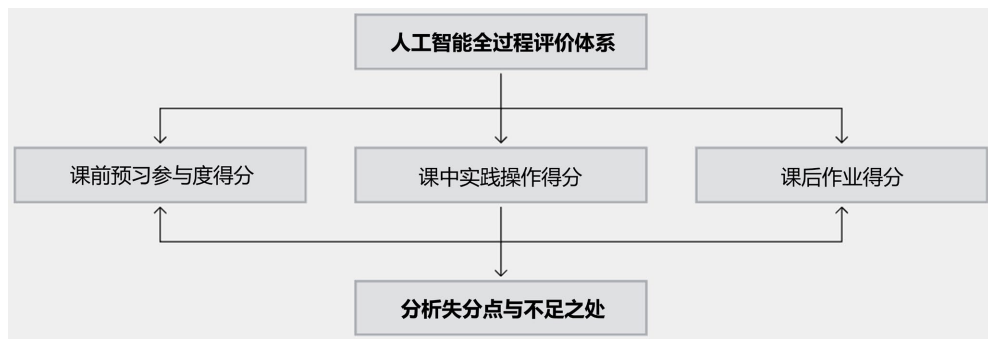 人工智能全过程评价体系
课前预习参与度得分
课中实践操作得分
课后作业得分
分析失分点与不足之处